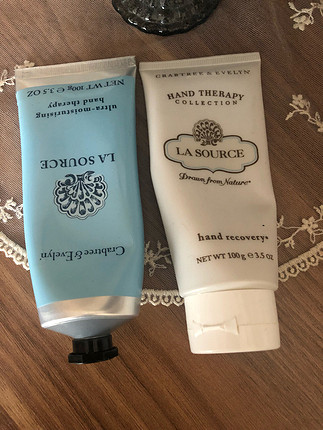 Crabtree & Evelyn
LA SOURCE
ultra-moisturising
hand therapy
NET WT 100g ℮ 3.5 OZ
CRABTREE & EVELYN
HAND THERAPY
COLLECTION
LA SOURCE
Drawn from Nature®
hand recovery®
NET WT 100 g ℮ 3.5 OZ